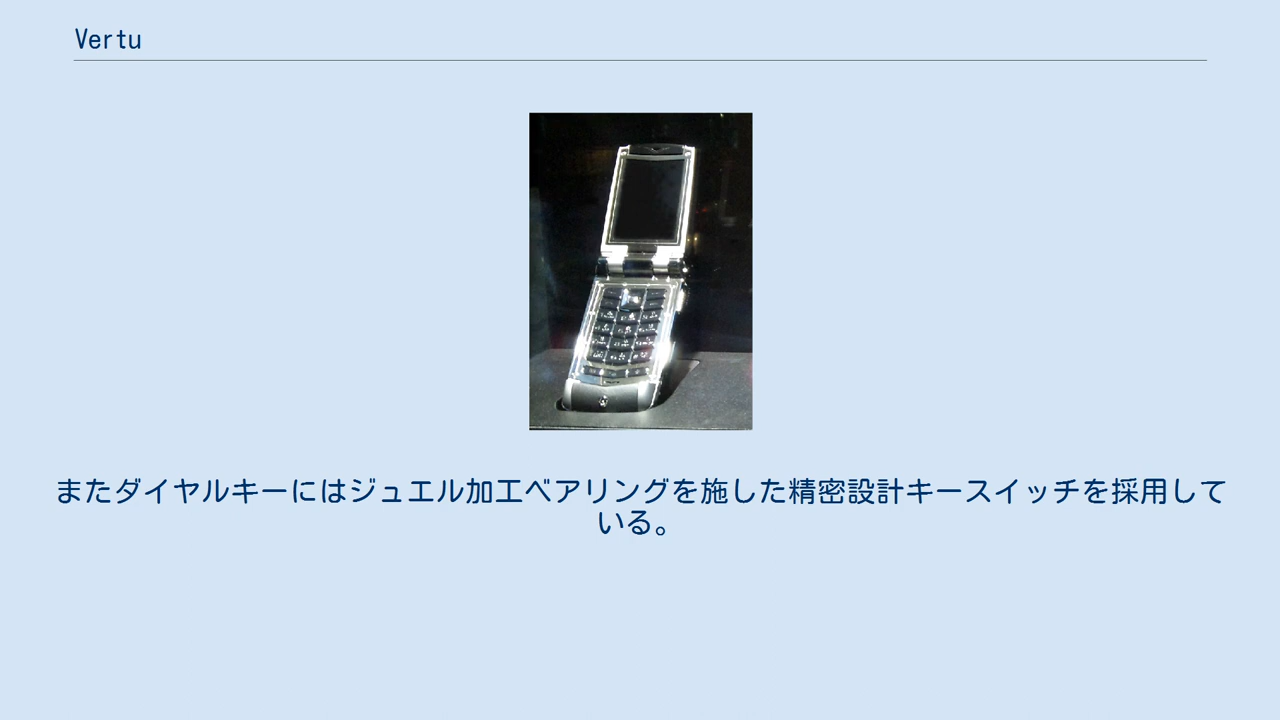 Vertu
またダイヤルキーにはジュエル加工ベアリングを施した精密設計キースイッチを採用して
いる。